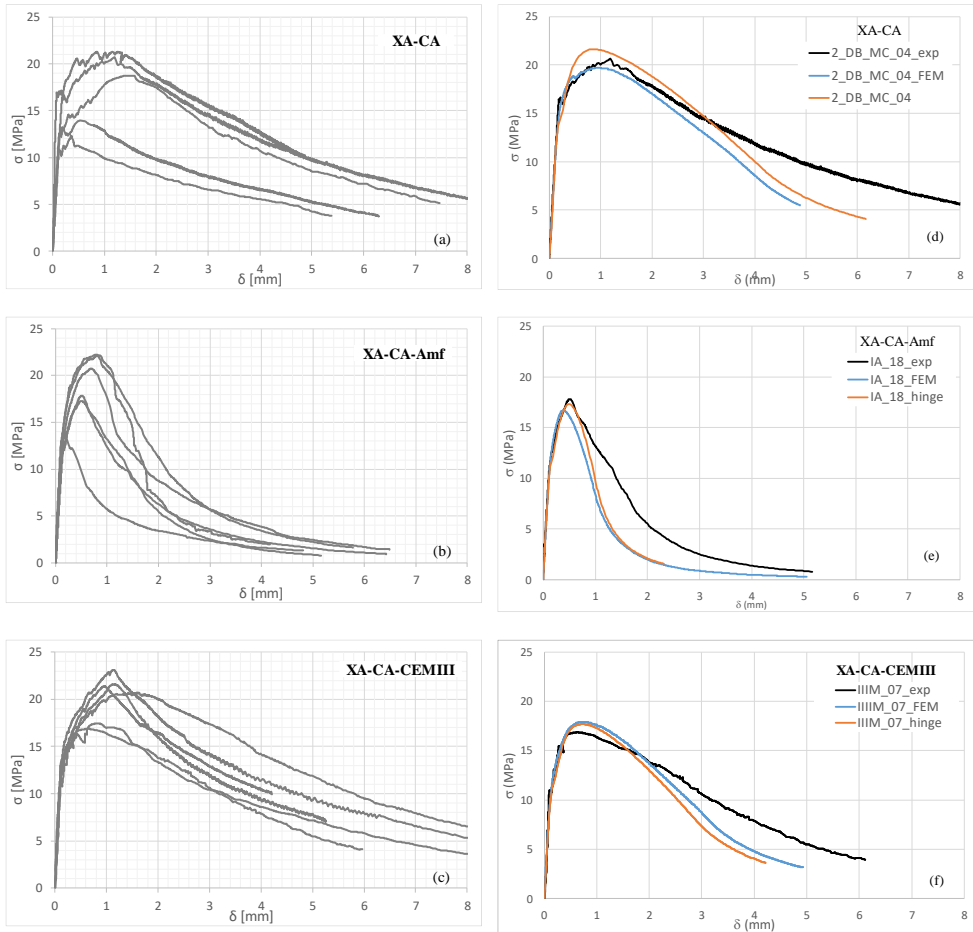 25
20
15
10
5
0
0 1 2 3 4 5 6 7 8
σ [MPa]
δ [mm]
XA-CA
(a)
25
20
15
10
5
0
0 1 2 3 4 5 6 7 8
σ (MPa)
δ (mm)
XA-CA
2_DB_MC_04_exp
2_DB_MC_04_FEM
2_DB_MC_04
(d)
25
20
15
10
5
0
0 1 2 3 4 5 6 7 8
σ [MPa]
δ [mm]
XA-CA-Amf
(b)
25
20
15
10
5
0
0 1 2 3 4 5 6 7 8
σ (MPa)
δ (mm)
XA-CA-Amf
IA_18_exp
IA_18_FEM
IA_18_hinge
(e)
25
20
15
10
5
0
0 1 2 3 4 5 6 7 8
σ [MPa]
δ [mm]
XA-CA-CEMIII
(c)
25
20
15
10
5
0
0 1 2 3 4 5 6 7 8
σ (MPa)
δ (mm)
XA-CA-CEMIII
IIIIM_07_exp
IIIIIM_07_FEM
IIIIM_07_hinge
(f)